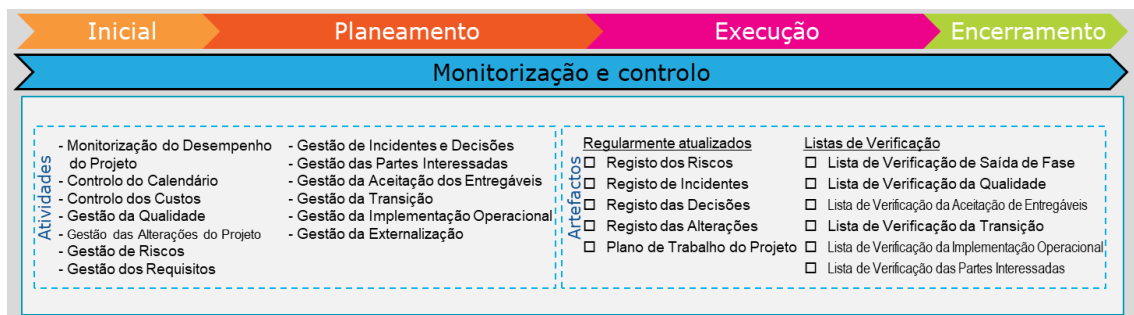 Inicial
Planeamento
Execução
Encerramento
Monitorização e controlo
Atividades
- Monitorização do Desempenho
do Projeto
- Controlo do Calendário
- Controlo dos Custos
- Gestão da Qualidade
- Gestão das Alterações do Projeto
- Gestão de Riscos
- Gestão dos Requisitos
- Gestão de Incidentes e Decisões
- Gestão das Partes Interessadas
- Gestão da Aceitação dos Entregáveis
- Gestão da Transição
- Gestão da Implementação Operacional
- Gestão da Externalização
Artefactos
Regularmente atualizados
☐ Registo dos Riscos
☐ Registo de Incidentes
☐ Registo das Decisões
☐ Registo das Alterações
☐ Plano de Trabalho do Projeto
Listas de Verificação
☐ Lista de Verificação de Saída de Fase
☐ Lista de Verificação da Qualidade
☐ Lista de Verificação da Aceitação de Entregáveis
☐ Lista de Verificação da Transição
☐ Lista de Verificação da Implementação Operacional
☐ Lista de Verificação das Partes Interessadas